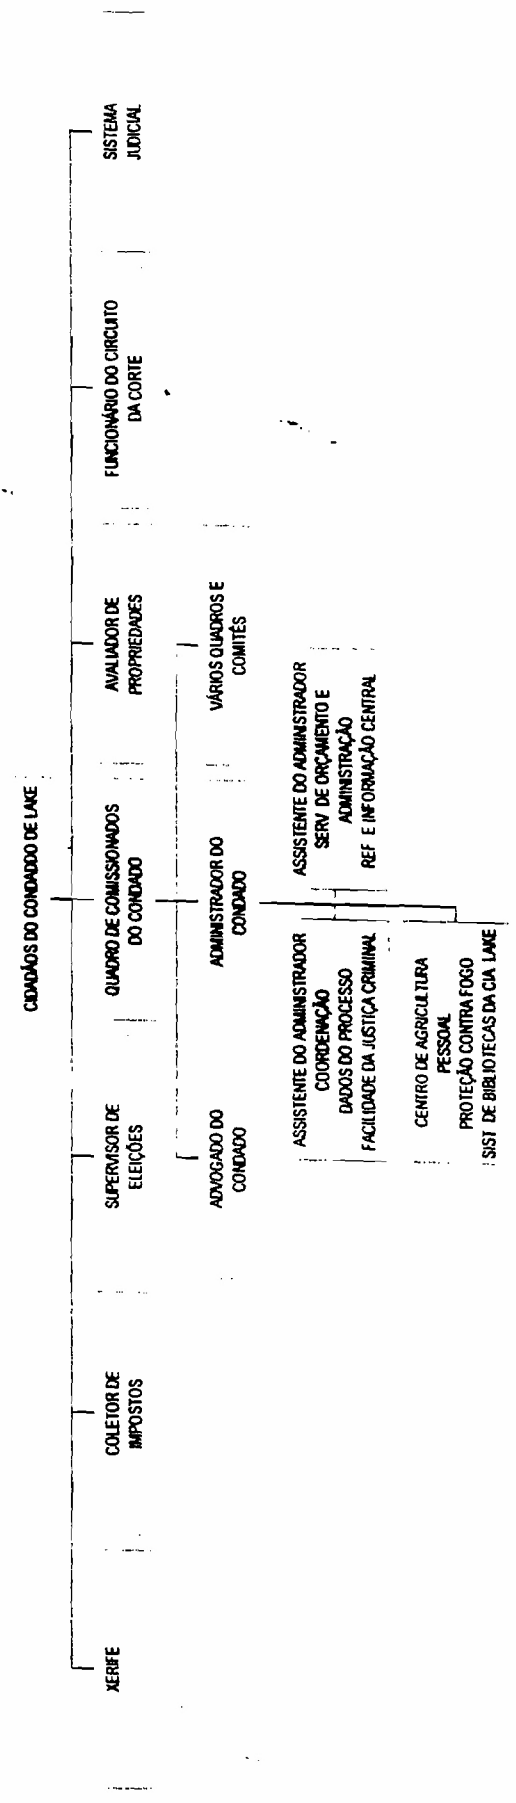 CIDADÃOS DO CONDADDO DE LAKE
XERIFE
COLETOR DE
IMPOSTOS
SUPERVISOR DE
ELEIÇÕES
QUADRO DE COMISSIONADOS
DO CONDADO
AVALIADOR DE
PROPRIEDADES
FUNCIONÁRIO DO CIRCUITO
DA CORTE
SISTEMA
JUDICIAL
ADVOGADO DO
CONDADO
ADMINISTRADOR DO
CONDADO
VÁRIOS QUADROS E
COMITÊS
ASSISTENTE DO ADMINISTRADOR
COORDENAÇÃO
DADOS DO PROCESSO
FACILIDADE DA JUSTIÇA CRIMINAL
ASSISTENTE DO ADMINISTRADOR
SERV DE ORÇAMENTO E
ADMINISTRAÇÃO
REF E INFORMAÇÃO CENTRAL
CENTRO DE AGRICULTURA
PESSOAL
PROTEÇÃO CONTRA FOGO
SIST DE BIBLIOTECAS DA CIA LAKE